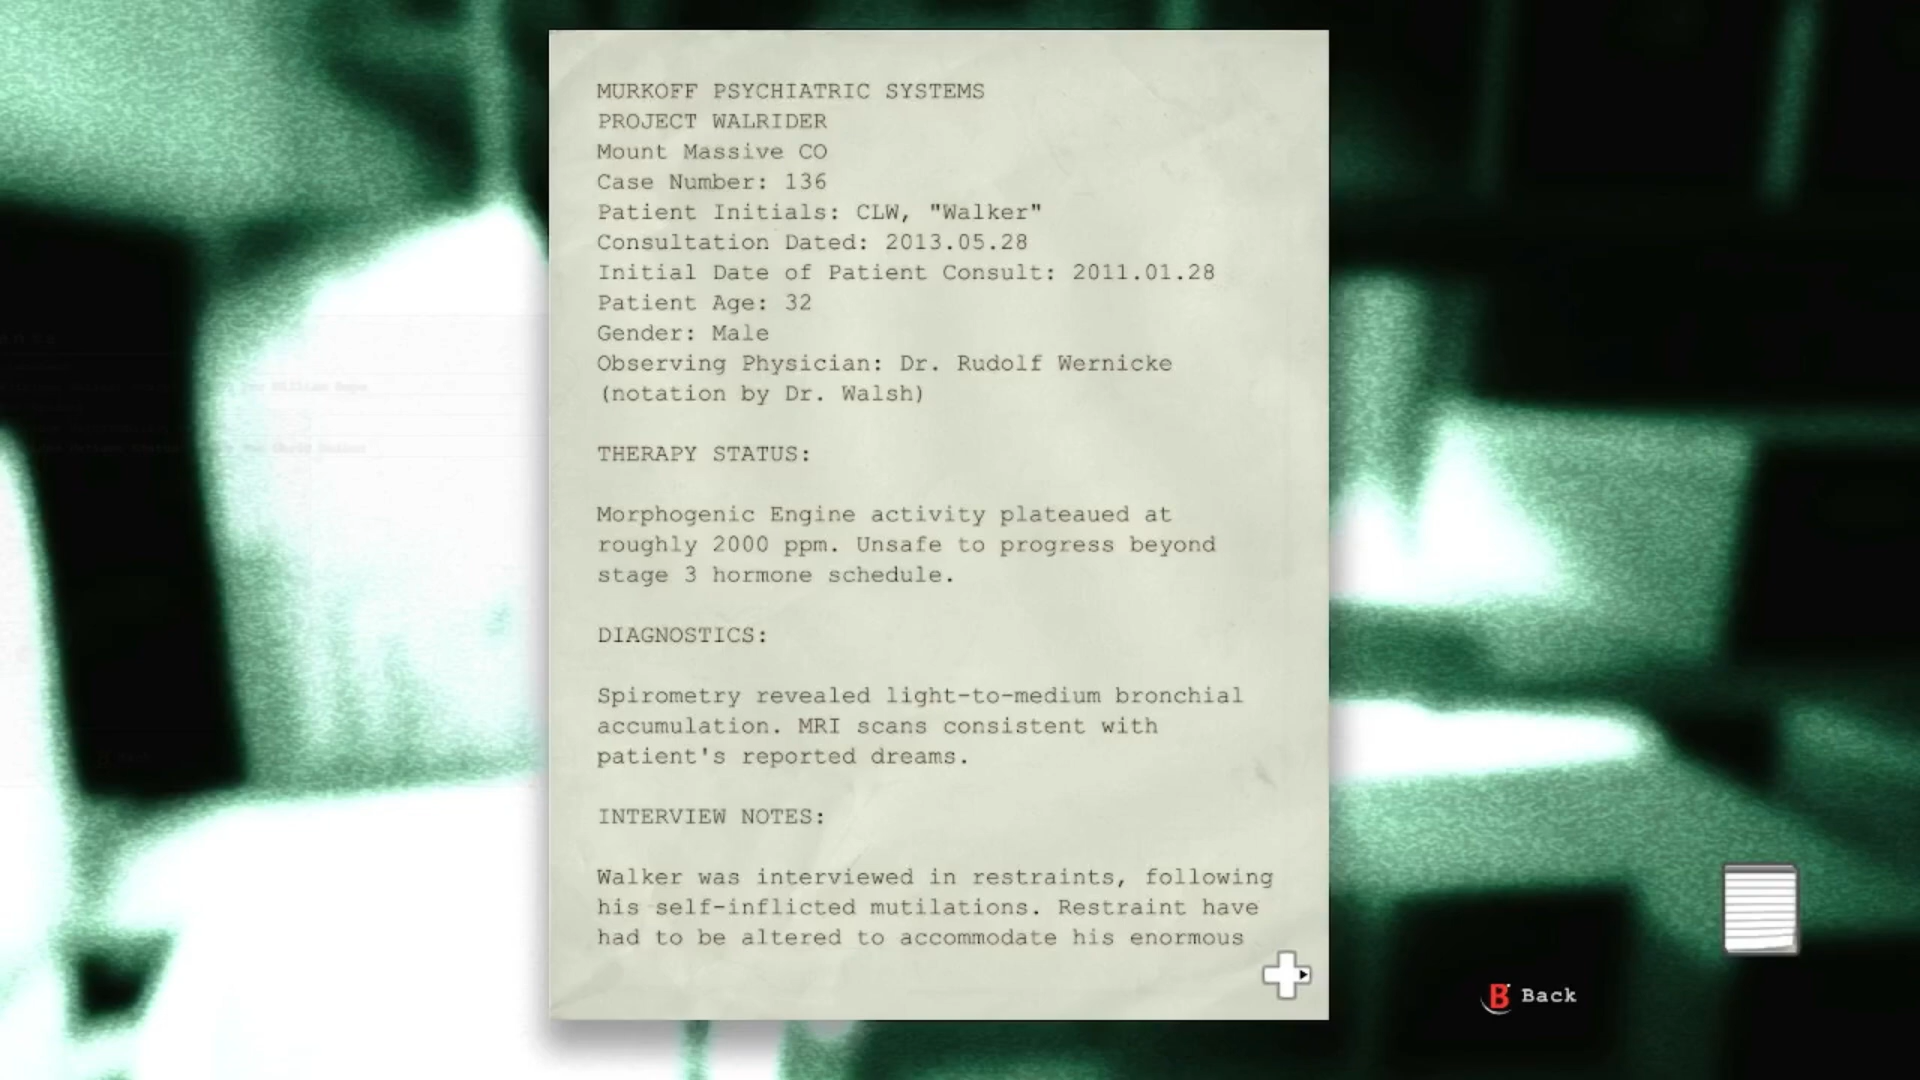 MURKOFF PSYCHIATRIC SYSTEMS
PROJECT WALRIDER
Mount Massive CO
Case Number: 136
Patient Initials: CLW, "Walker"
Consultation Dated: 2013.05.28
Initial Date of Patient Consult: 2011.01.28
Patient Age: 32
Gender: Male
Observing Physician: Dr. Rudolf Wernicke
(notation by Dr. Walsh)
THERAPY STATUS:
Morphogenic Engine activity plateaued at
roughly 2000 ppm. Unsafe to progress beyond
stage 3 hormone schedule.
DIAGNOSTICS:
Spirometry revealed light-to-medium bronchial
accumulation. MRI scans consistent with
patient's reported dreams.
INTERVIEW NOTES:
Walker was interviewed in restraints, following
his self-inflicted mutilations. Restraint have
had to be altered to accommodate his enormous
B Back